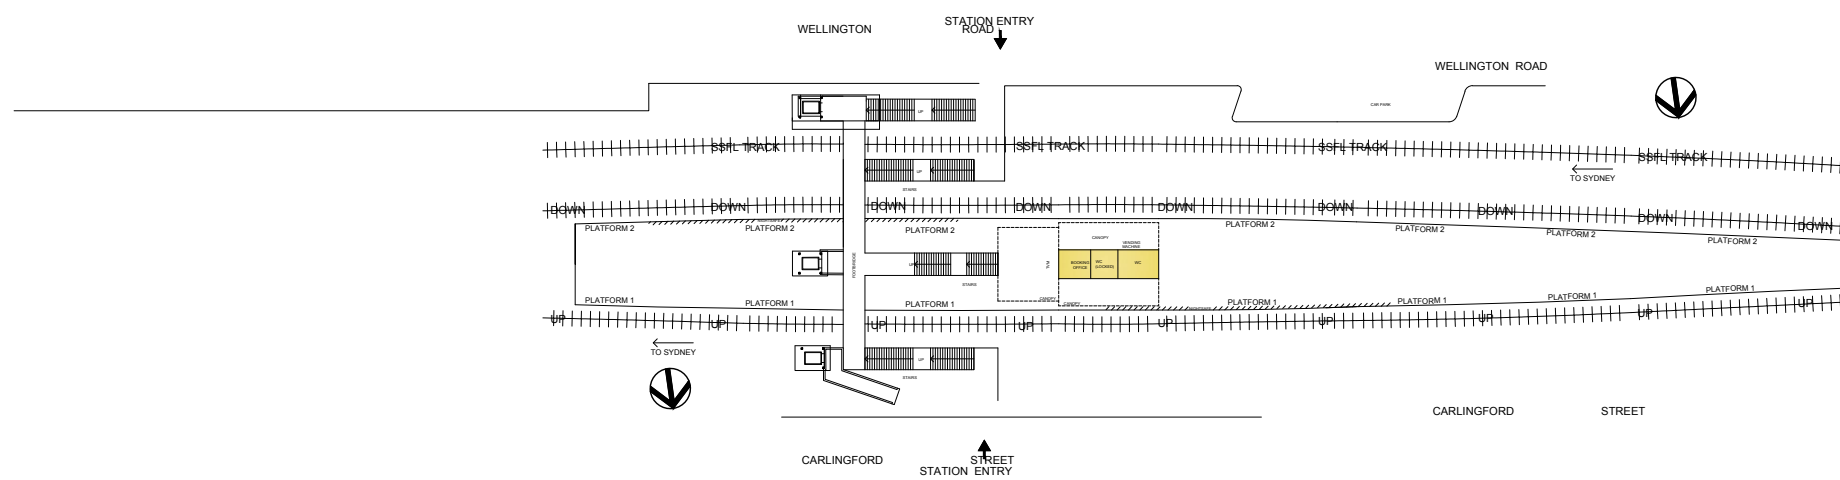 STATION ENTRY
WELLINGTON ROAD
WELLINGTON ROAD
CAR PARK
UP
SSFL TRACK SSFL TRACK SSFL TRACK SSFL TRACK
TO SYDNEY
UP
STAIRS
DOWN DOWN DOWN DOWN DOWN DOWN DOWN DOWN DOWN
PLATFORM 2 PLATFORM 2 PLATFORM 2 PLATFORM 2 PLATFORM 2 PLATFORM 2 PLATFORM 2
CANOPY
VENDING
MACHINE
FOOTBRIDGE
UP
TVM
BOOKING
OFFICE
WC
(LOCKED)
WC
STAIRS
CANOPY
CANOPY
PLATFORM 1 PLATFORM 1 PLATFORM 1 PLATFORM 1 PLATFORM 1 PLATFORM 1 PLATFORM 1
UP UP UP UP UP UP UP UP UP
TO SYDNEY
UP
STAIRS
CARLINGFORD STREET
CARLINGFORD STREET
STATION ENTRY